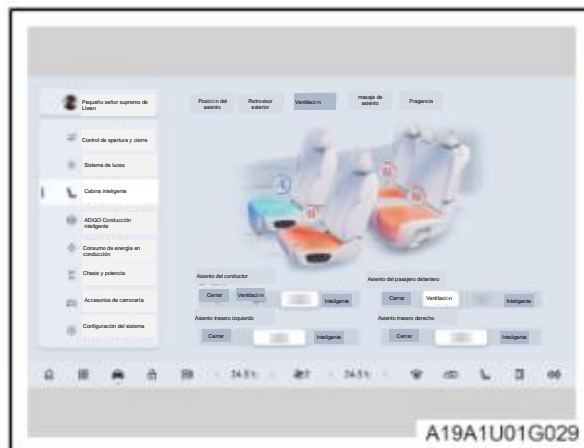 Pequeño señor supremo de
Liwan
Control de apertura y cierre
Sistema de luces
Cabina inteligente
ADiGO Conducción
inteligente
Consumo de energía en
conducción
Chasis y potencia
Accesorios de carrocería
Configuración del sistema
Posición del
asiento
Retrovisor
exterior
Ventilación
masaje de
asiento
Fragancia
Asiento del conductor
Cerrar Ventilación Inteligente
Asiento del pasajero delantero
Cerrar Ventilación Inteligente
Asiento trasero izquierdo
Cerrar Inteligente
Asiento trasero derecho
Cerrar Inteligente
24.5 24.5
A19A1U01G029